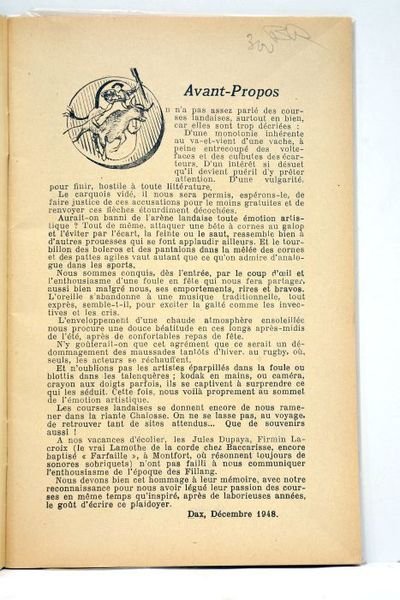 Avant-Propos
n n'a pas assez parlé des cour-
ses landaises, surtout en bien,
car elles sont trop décriées :
D'une monotonie inhérente
au va-et-vient d'une vache, à
peine entrecoupé des volte-
faces et des culbutes des écar-
teurs. D'un intérêt si désuet
qu'il devient puéril d'y prêter
attention. D'une vulgarité,
pour finir, hostile à toute littérature.
Le carquois vidé, il nous sera permis, espérons-le, de
faire justice de ces accusations pour le moins gratuites et de
renvoyer ces flèches étourdiment décochées.
Aurait-on banni de l'arène landaise toute émotion artis-
tique ? Tout de même, attaquer une bête à cornes au galop
et l'éviter par l'écart, la feinte ou le saut, ressemble bien à
d'autres prouesses qui se font applaudir ailleurs. Et le tour-
billon des boleros et des pantalons dans la mêlée des cornes
et des pattes agiles vaut autant que ce qu'on admire d'analo-
gue dans les sports.
Nous sommes conquis, dès l'entrée, par le coup d'œil et
l'enthousiasme d'une foule en fête qui nous fera partager,
aussi bien malgré nous, ses emportements, rires et bravos.
L'oreille s'abandonne à une musique traditionnelle, tout
exprès, semble-t-il, pour exciter la gaîté comme les invec-
tives et les cris.
L'enveloppement d'une chaude atmosphère ensoleillée
nous procure une douce béatitude en ces longs après-midis
de l'été, après de confortables repas de fête.
N'y goûterait-on que cet agrément que ce serait un dé-
dommagement des maussades tantôts d'hiver, au rugby, où,
seuls, les acteurs se réchauffent.
Et n'oublions pas les artistes éparpillés dans la foule ou
blottis dans les talenquères ; kodak en mains, ou caméra,
crayon aux doigts parfois, ils se captivent à surprendre ce
qui les séduit. Cette fois, nous voilà proprement au sommet
de l'émotion artistique.
Les courses landaises se donnent encore de nous rame-
ner dans la riante Chalosse. On ne se lasse pas, au voyage,
de retrouver tant de sites attendus... Que de souvenirs
aussi !
A nos vacances d'écolier, les Jules Dupaya, Firmin La-
croix (le vrai Lamothe de la corde chez Baccarisse, encore
baptisé « Farfaille », à Montfort, où résonnent toujours de
sonores sobriquets) n'ont pas failli à nous communiquer
l'enthousiasme de l'époque des Fillang.
Nous devons bien cet hommage à leur mémoire, avec notre
reconnaissance pour nous avoir légué leur passion des cour-
ses en même temps qu'inspiré, après de laborieuses années,
le goût d'écrire ce plaidoyer.
Dax, Décembre 1948.